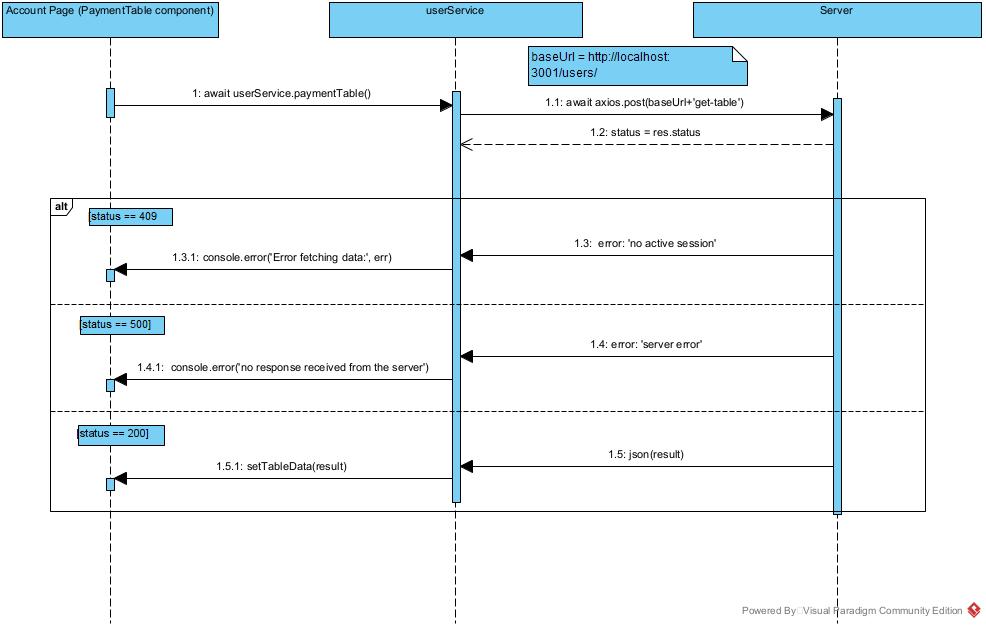 Account Page (PaymentTable component)
userService
Server
baseUrl = http://localhost:
3001/users/
1: await userService.paymentTable()
1.1: await axios.post(baseUrl+'get-table')
1.2: status = res.status
alt
[status == 409
1.3:  error: 'no active session'
1.3.1: console.error('Error fetching data:', err)
[status == 500]
1.4: error: 'server error'
1.4.1:  console.error('no response received from the server')
[status == 200]
1.5: json(result)
1.5.1: setTableData(result)
Powered By Visual Paradigm Community Edition